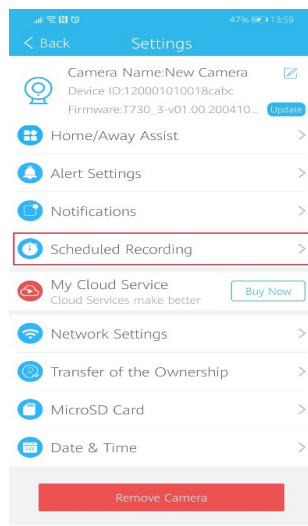 47% 13:59
Back Settings
Camera Name:New Camera
Device ID:120001010018cabc
Firmware:T730_3-v01.00.200410... Update
Home/Away Assist
Alert Settings
Notifications
Scheduled Recording
My Cloud Service
Cloud Services make better Buy Now
Network Settings
Transfer of the Ownership
MicroSD Card
Date & Time
Remove Camera